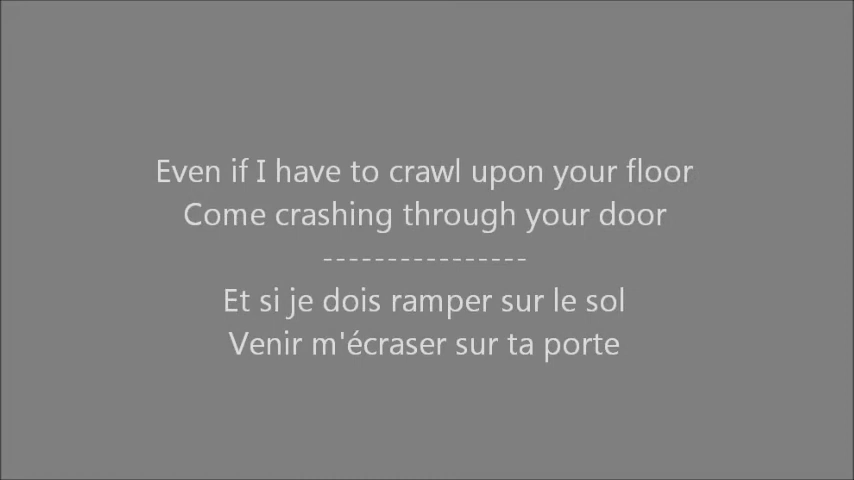 Even if I have to crawl upon your floor
Come crashing through your door
----------------
Et si je dois ramper sur le sol
Venir m'écraser sur ta porte